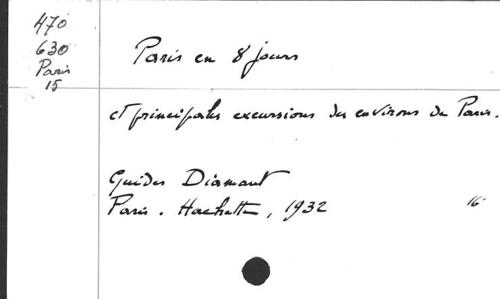 470
630
Paris
15
Paris en 8 jours
et principales excursions des environs de Paris.
Guides Diamant
Paris. Hachette, 1932
16°